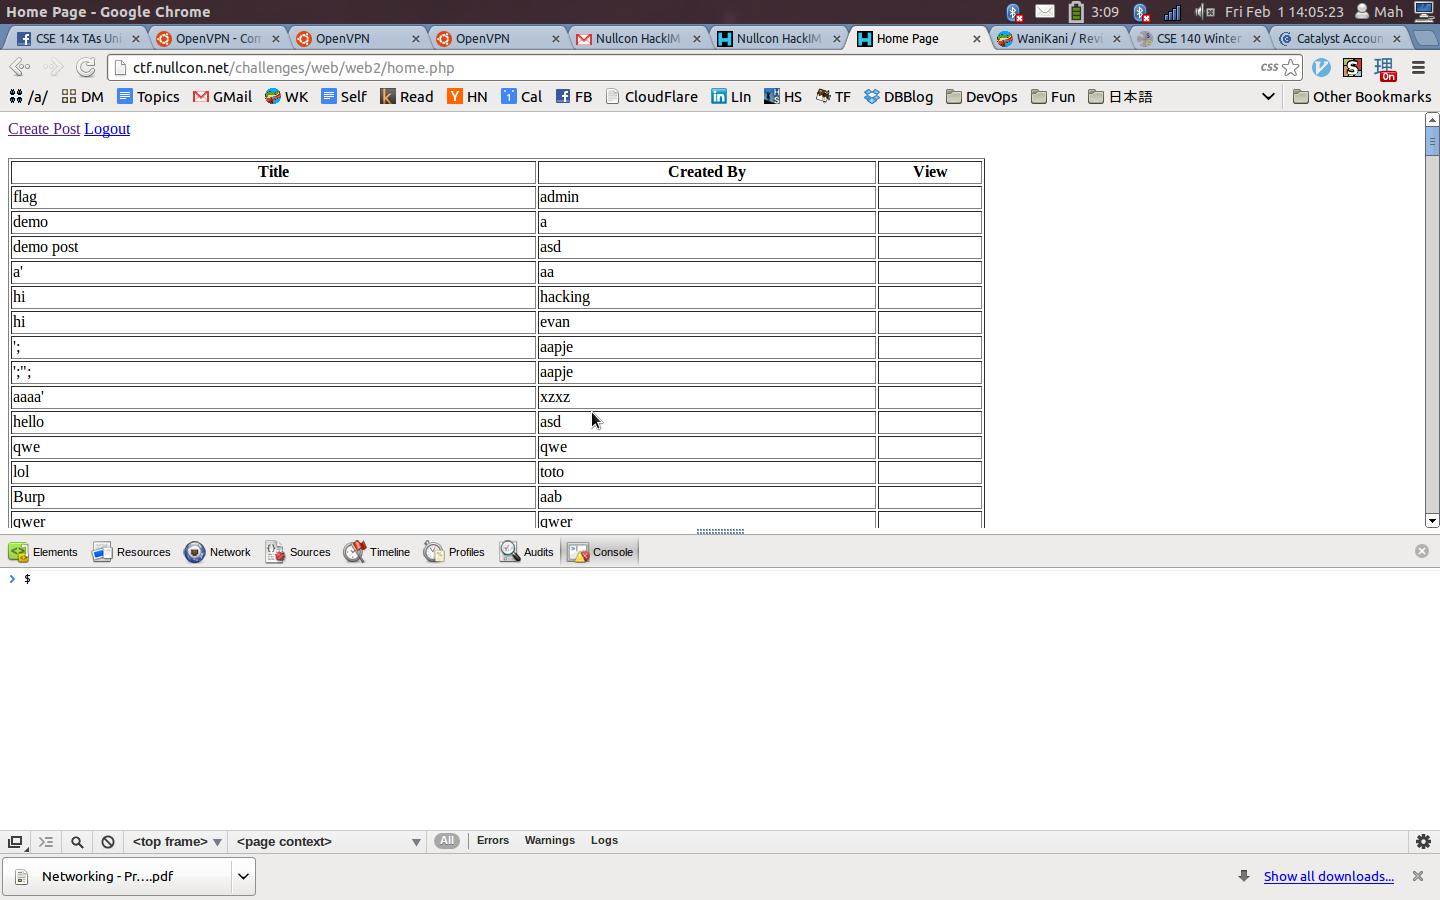 Home Page - Google Chrome
3:09
Fri Feb 1 14:05:23
Mah
CSE 14x TAs Uni
OpenVPN - Com
OpenVPN
OpenVPN
Nullcon HackIM
Nullcon HackIM
Home Page
WaniKani / Revi
CSE 140 Winter
Catalyst Accoun
ctf.nullcon.net/challenges/web/web2/home.php
css
On
/a/
DM
Topics
GMail
WK
Self
Read
HN
Cal
FB
CloudFlare
LIn
HS
TF
DBBlog
DevOps
Fun
日本語
Other Bookmarks
Create Post Logout
Title Created By View
flag admin
demo a
demo post asd
a' aa
hi hacking
hi evan
'; aapje
';"; aapje
aaaa' xzxz
hello asd
qwe qwe
lol toto
Burp aab
qwer qwer
Elements
Resources
Network
Sources
Timeline
Profiles
Audits
Console
> $
<top frame>
<page context>
All
Errors
Warnings
Logs
Networking - Pr....pdf
Show all downloads...